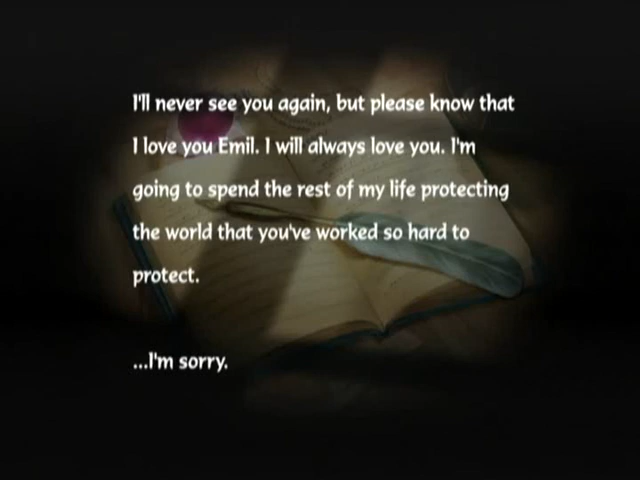 I'll never see you again, but please know that
I love you Emil. I will always love you. I'm
going to spend the rest of my life protecting
the world that you've worked so hard to
protect.
...I'm sorry.